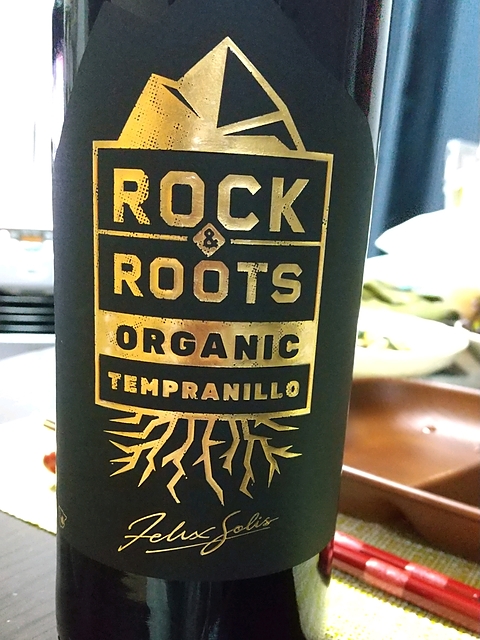 ROCK
&
ROOTS
ORGANIC
TEMPRANILLO
Felix Solis